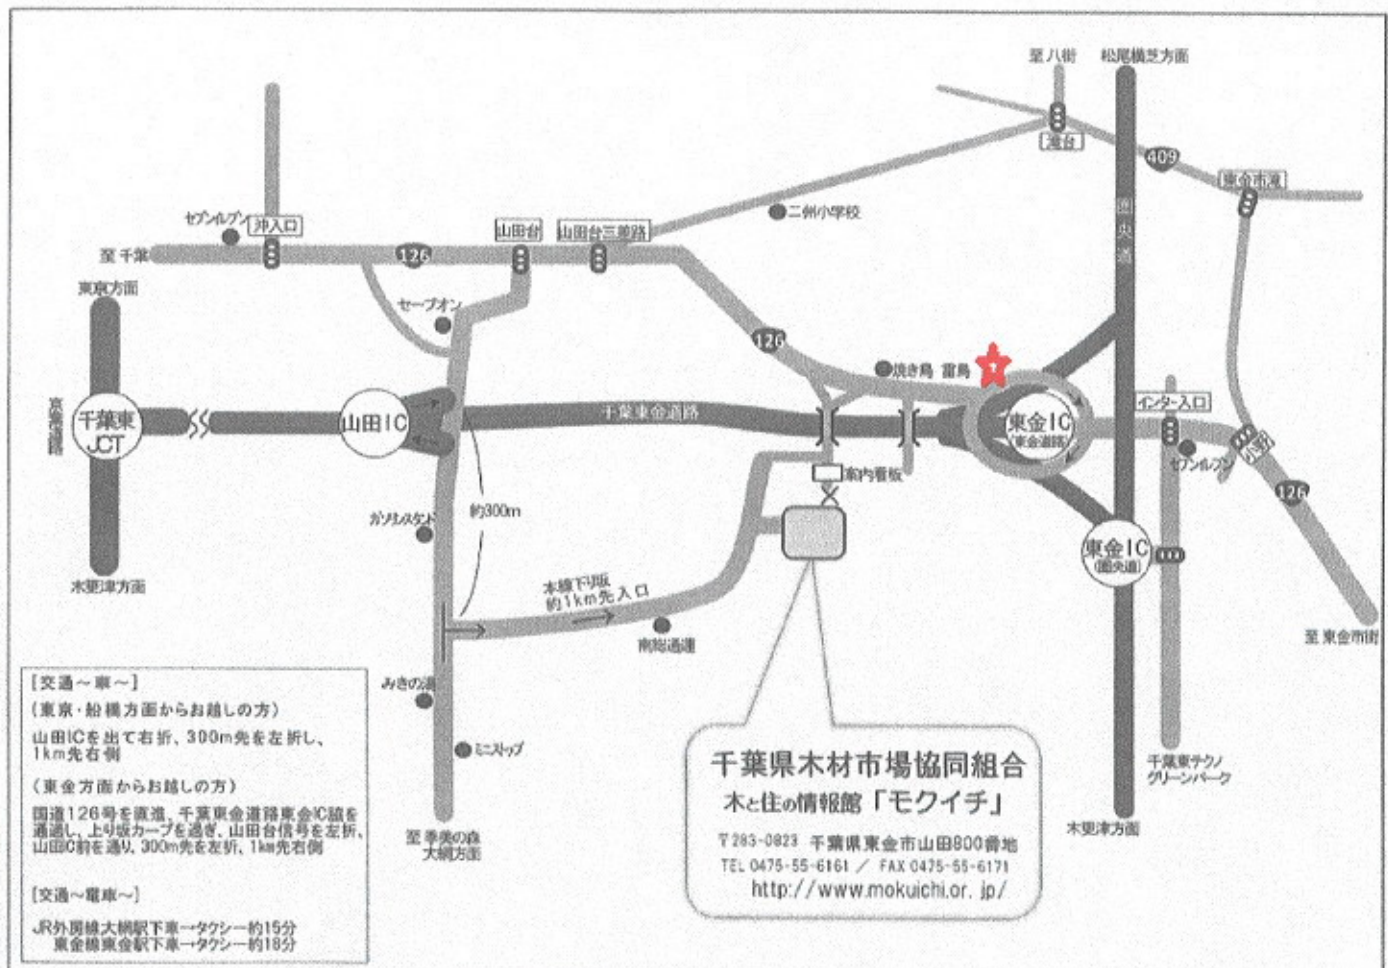 至 八街
松尾横芝方面
滝台
409
東金市滝
圏央道
二州小学校
セブンイレブン
沖入口
山田台
山田台三差路
至 千葉
126
東京方面
セーブオン
126
焼き鳥 雷鳥
京葉道路
千葉東
JCT
山田IC
千葉東金道路
東金IC
(東金道路)
インター入口
セブンイレブン
小野
126
案内看板
約300m
ガソリンスタンド
東金IC
(圏央道)
木更津方面
本線下り坂
約1km先入口
南総通運
至 東金市街
みきの湯
ミニストップ
千葉東テクノ
グリーンパーク
木更津方面
至 季美の森
大網方面
千葉県木材市場協同組合
木と住の情報館「モクイチ」
〒283-0823 千葉県東金市山田800番地
TEL 0475-55-6161 / FAX 0475-55-6171
http://www.mokuichi.or.jp/
[交通~車~]
(東京・船橋方面からお越しの方)
山田ICを出て右折、300m先を左折し、
1km先右側
(東金方面からお越しの方)
国道126号を直進、千葉東金道路東金IC脇を
通過し、上り坂カーブを過ぎ、山田台信号を左折、
山田IC前を通り、300m先を左折、1km先右側
[交通~電車~]
JR外房線大網駅下車→タクシー約15分
東金線東金駅下車→タクシー約18分